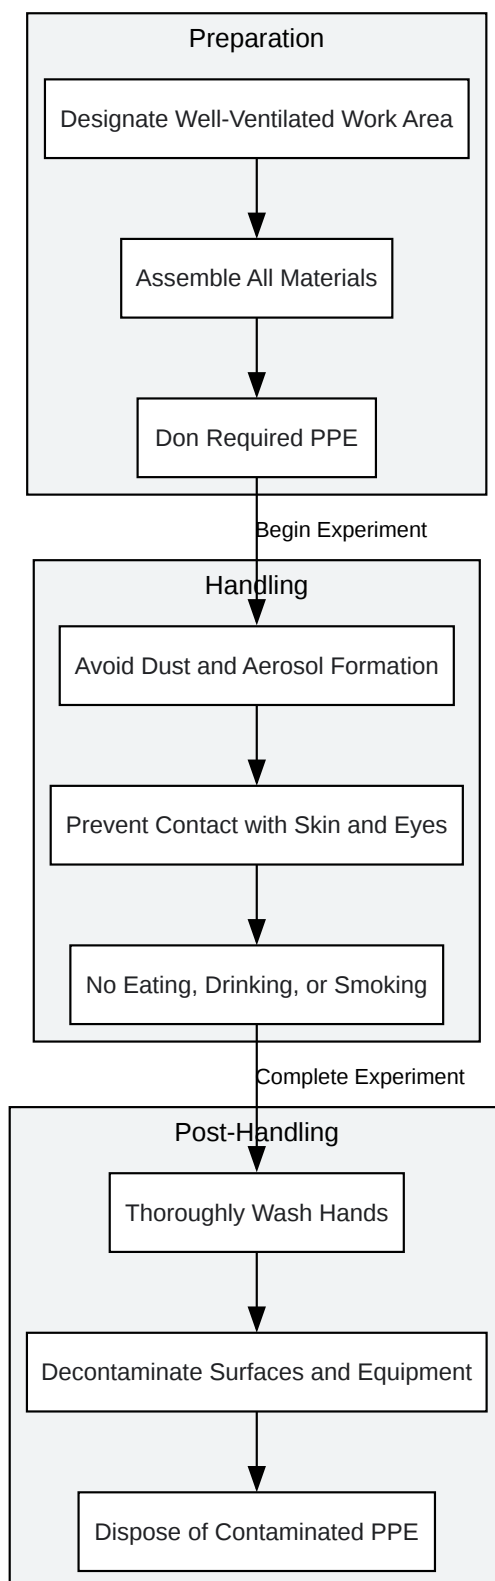 Preparation
Designate Well-Ventilated Work Area
Assemble All Materials
Don Required PPE
Begin Experiment
Handling
Avoid Dust and Aerosol Formation
Prevent Contact with Skin and Eyes
No Eating, Drinking, or Smoking
Complete Experiment
Post-Handling
Thoroughly Wash Hands
Decontaminate Surfaces and Equipment
Dispose of Contaminated PPE